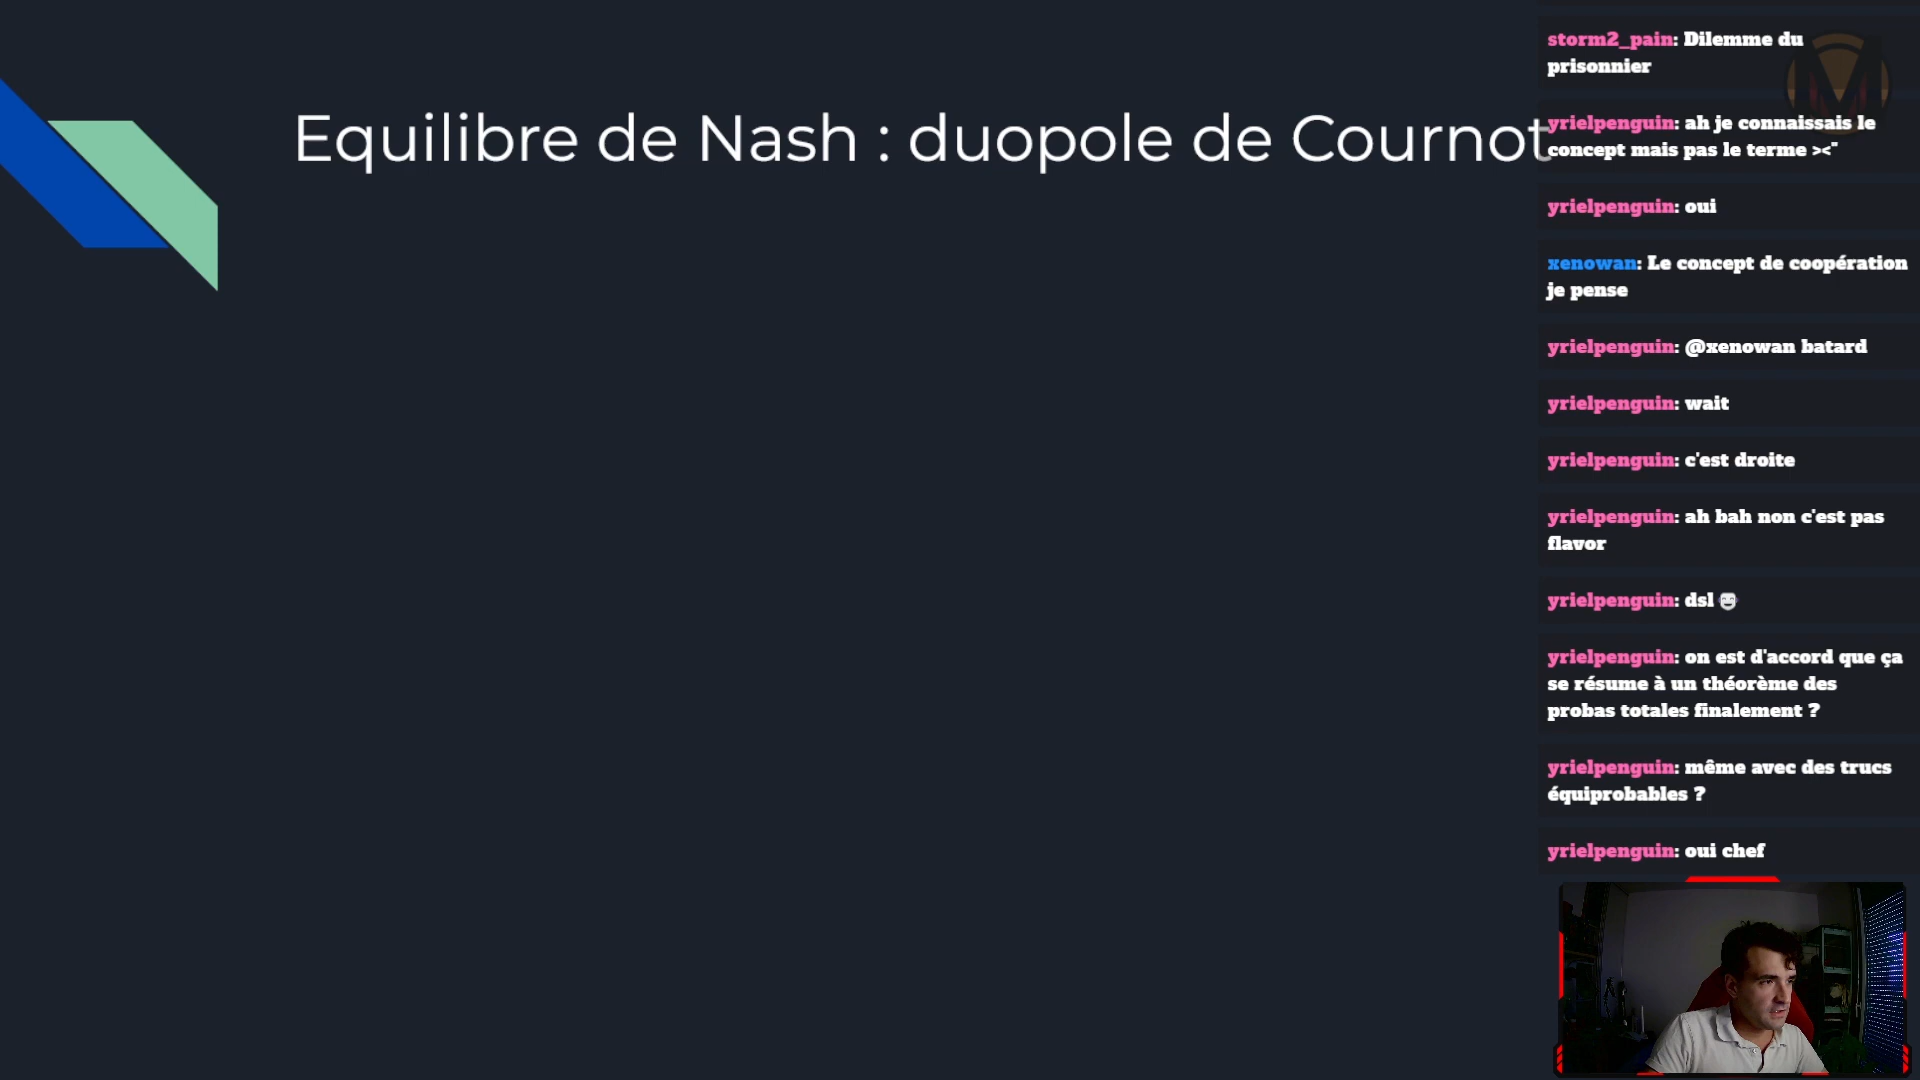 Equilibre de Nash : duopole de Cournot
storm2_pain: Dilemme du
prisonnier
yrielpenguin: ah je connaissais le
concept mais pas le terme ><"
yrielpenguin: oui
xenowan: Le concept de coopération
je pense
yrielpenguin: @xenowan batard
yrielpenguin: wait
yrielpenguin: c'est droite
yrielpenguin: ah bah non c'est pas
flavor
yrielpenguin: dsl
yrielpenguin: on est d'accord que ça
se résume à un théorème des
probas totales finalement ?
yrielpenguin: même avec des trucs
équiprobables ?
yrielpenguin: oui chef